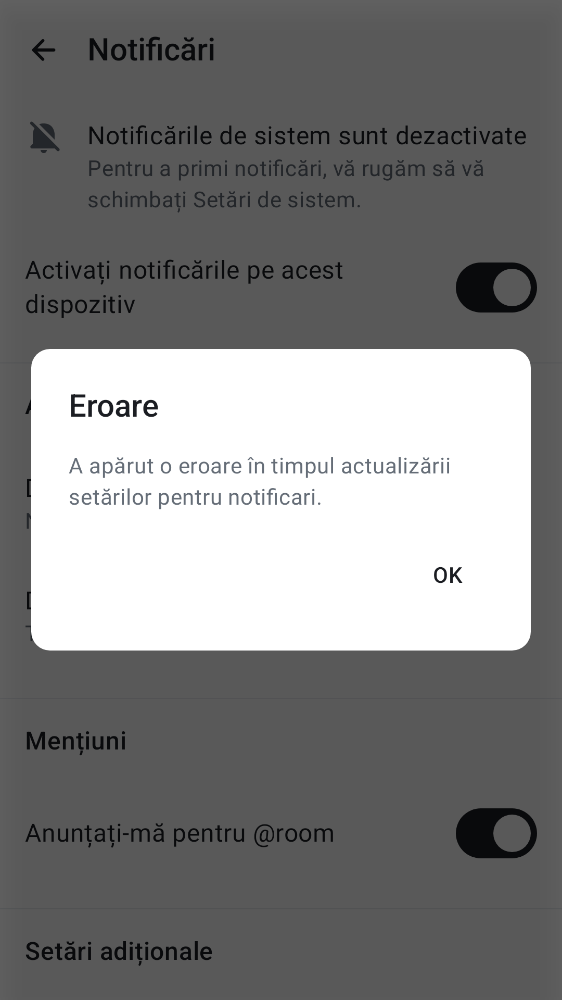 Notificări
Notificările de sistem sunt dezactivate
Pentru a primi notificări, vă rugăm să vă
schimbați Setări de sistem.
Activați notificările pe acest
dispozitiv
Eroare
A apărut o eroare în timpul actualizării
setărilor pentru notificari.
OK
Mențiuni
Anunțați-mă pentru @room
Setări adiționale